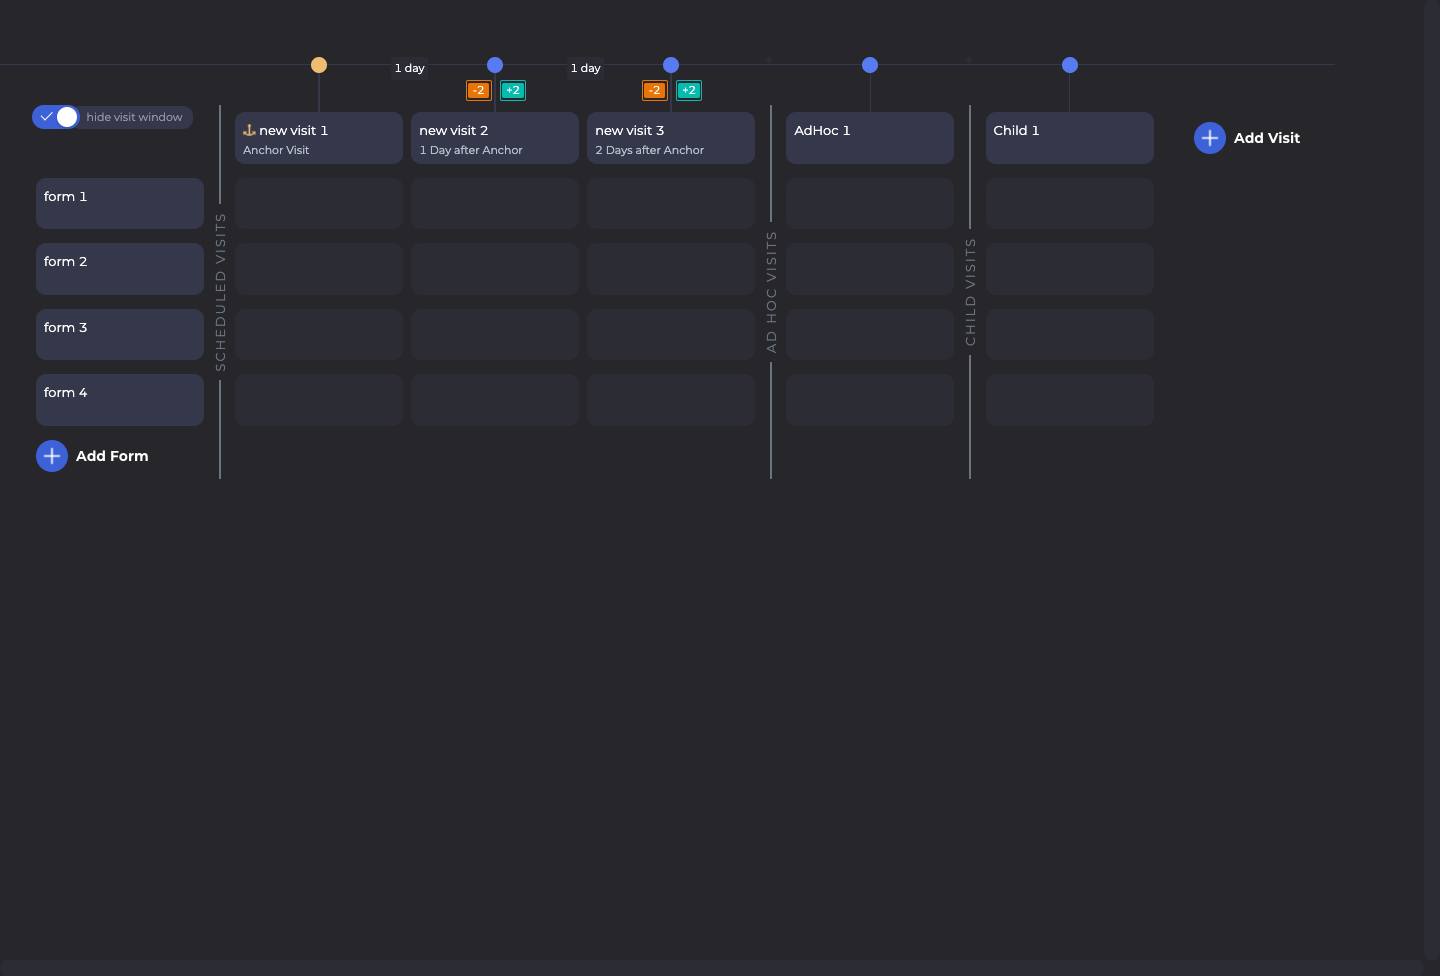 1 day
1 day
-2
+2
-2
+2
hide visit window
new visit 1
Anchor Visit
new visit 2
1 Day after Anchor
new visit 3
2 Days after Anchor
AdHoc 1
Child 1
Add Visit
form 1
form 2
form 3
form 4
SCHEDULED VISITS
AD HOC VISITS
CHILD VISITS
Add Form